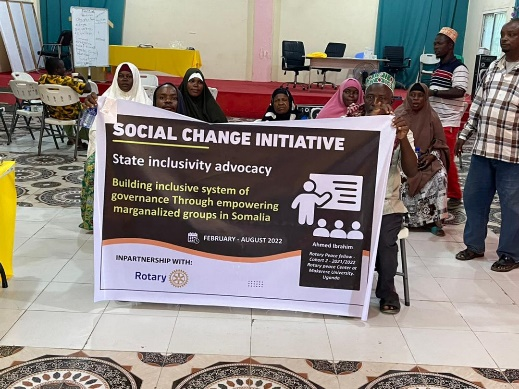 SOCIAL CHANGE INITIATIVE
State inclusivity advocacy
Building inclusive system of
governance Through empowering
marganalized groups in Somalia
FEBRUARY - AUGUST 2022
INPARTNERSHIP WITH:
Rotary
Ahmed Ibrahim
Rotary Peace fellow -
Cohort 2 - 2021/2022
Rotary peace Center at
Makerere University.
Uganda